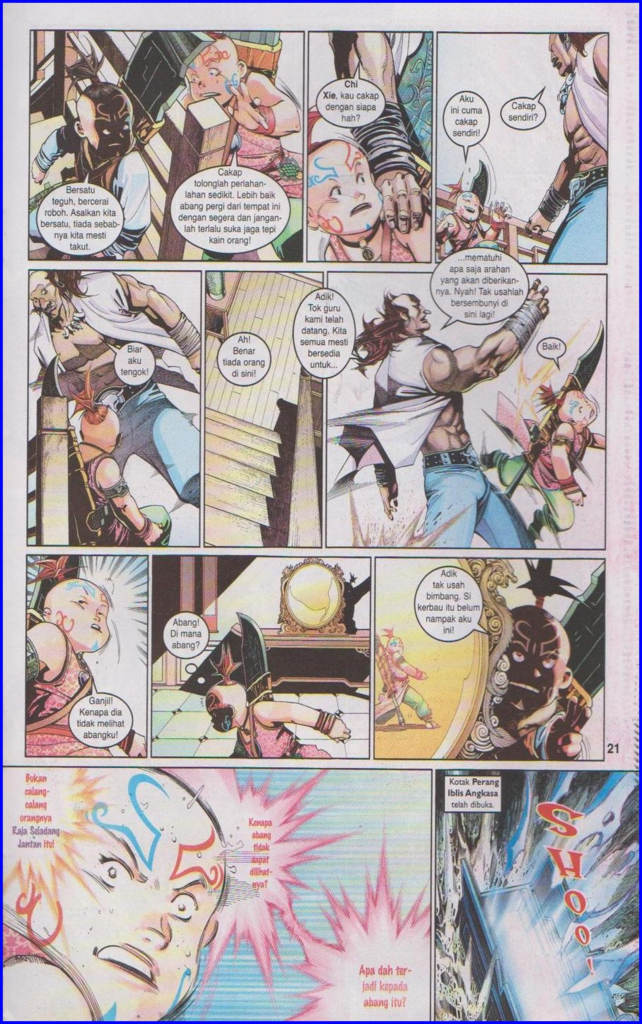 Bersatu
teguh, bercerai
roboh. Asalkan kita
bersatu, tiada sebab-
nya kita mesti
takut.
Cakap
tolonglah perlahan-
lahan sedikit. Lebih baik
abang pergi dari tempat ini
dengan segera dan jangan-
lah terlalu suka jaga tepi
kain orang!
Chi
Xie, kau cakap
dengan siapa
hah?
Aku
ini cuma
cakap
sendiri!
Cakap
sendiri?
Biar
aku
tengok!
Ah!
Benar
tiada orang
di sini!
Adik!
Tok guru
kami telah
datang. Kita
semua mesti
bersedia
untuk...
...mematuhi
apa saja arahan
yang akan diberikan-
nya. Nyah! Tak usahlah
bersembunyi di
sini lagi!
Baik!
Ganjil!
Kenapa dia
tidak melihat
abangku!
Abang!
Di mana
abang?
Adik
tak usah
bimbang. Si
kerbau itu belum
nampak aku
ini!
21
Bukan
calang-
calang
orangnya
Raja Seladang
Jantan itu!
Kenapa
abang
tidak
dapat
dilihat-
nya?
Apa dah ter-
jadi kepada
abang itu?
Kotak Perang
Iblis Angkasa
telah dibuka.
SHOO!